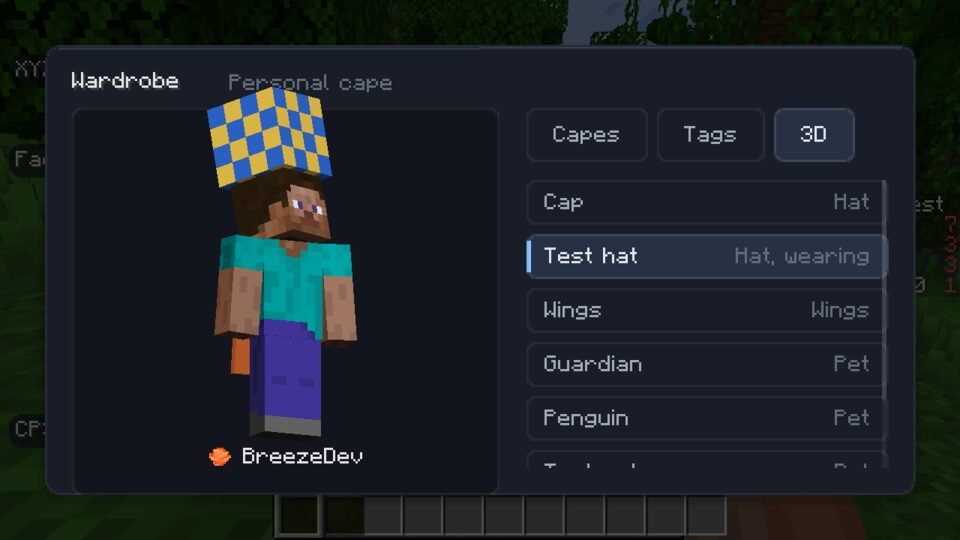 Wardrobe
Personal cape
Capes
Tags
3D
Cap
Hat
Test hat
Hat, wearing
Wings
Wings
Guardian
Pet
Penguin
Pet
BreezeDev